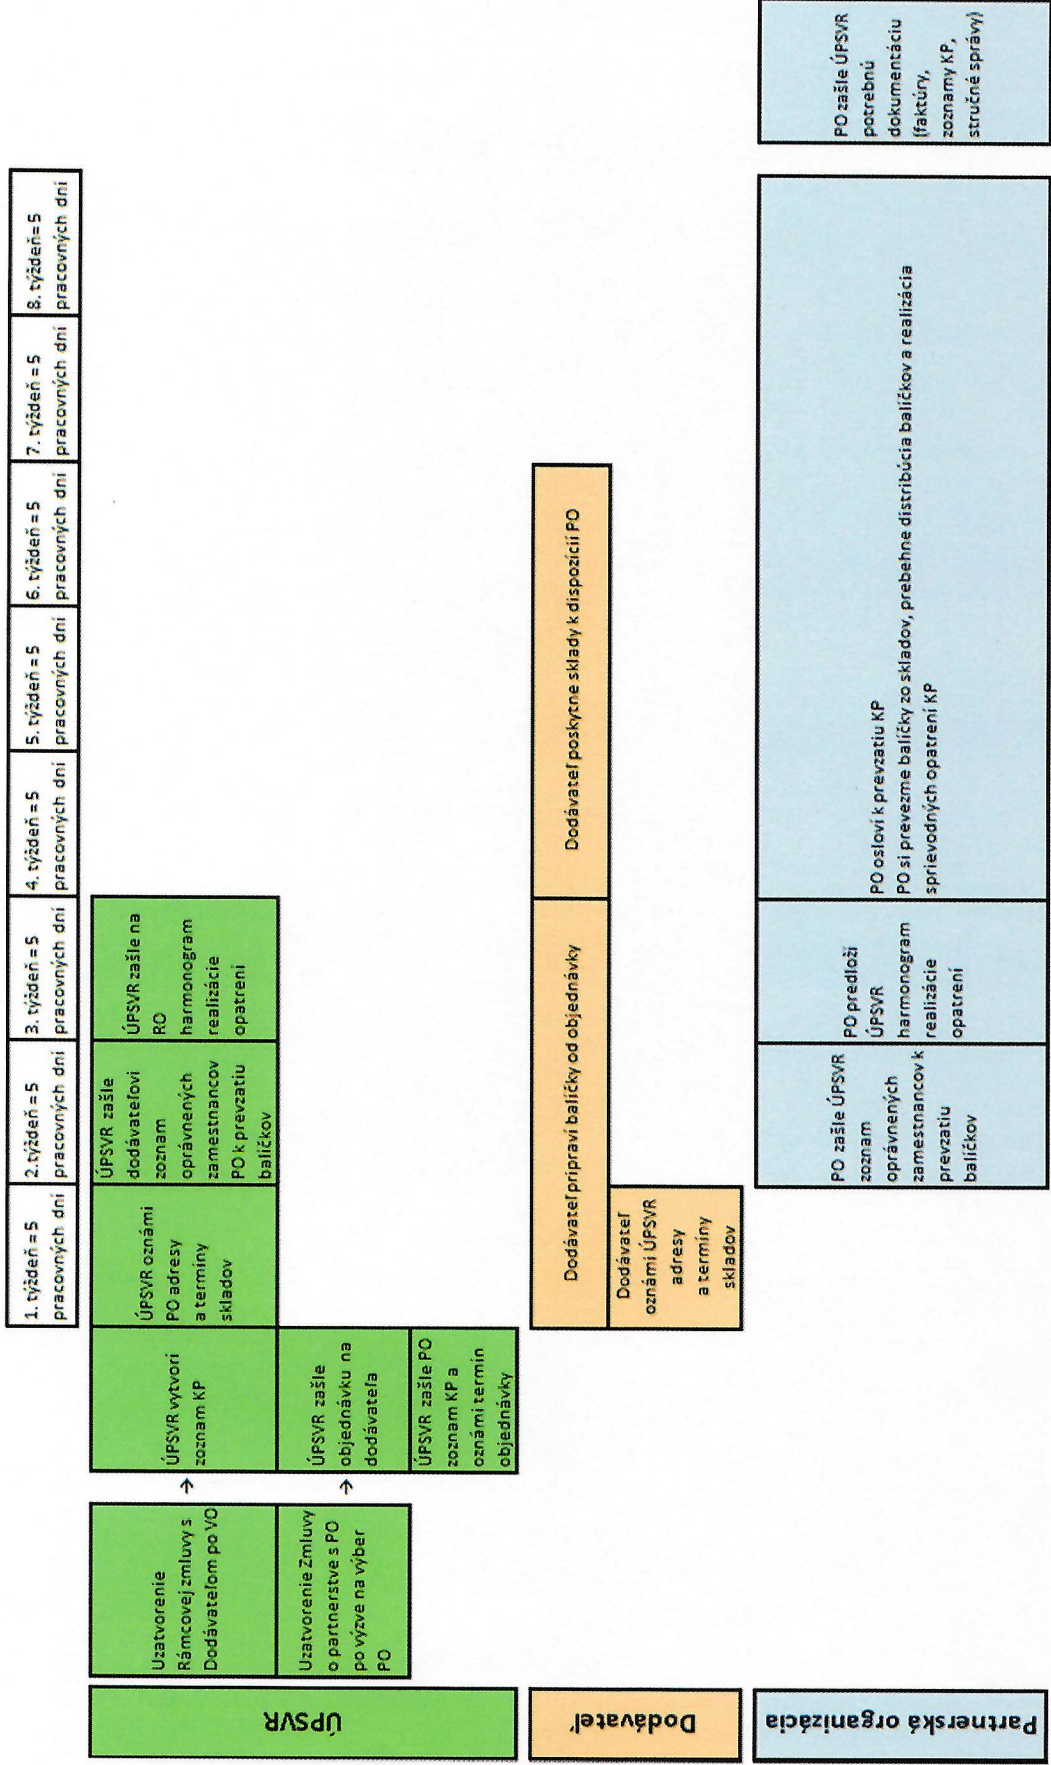 1. týždeň=5
pracovných dní
2.týždeň=5
pracovných dní
3. týždeň=5
pracovných dní
4. týždeň=5
pracovných dní
5. týždeň=5
pracovných dní
6. týždeň=5
pracovných dní
7. týždeň=5
pracovných dní
8. týždeň=5
pracovných dní
ÚPSVR
Uzatvorenie
Rámcovej zmluvy s
Dodávateľom po VO
→
ÚPSVR vytvorí
zoznam KP
ÚPSVR oznámi
PO adresy
a termíny
skladov
ÚPSVR zašle
dodávateľovi
zoznam
oprávnených
zamestnancov
PO k prevzatiu
balíčkov
ÚPSVR zašle na
RO
harmonogram
realizácie
opatrení
Uzatvorenie Zmluvy
o partnerstve s PO
po výzve na výber
PO
→
ÚPSVR zašle
objednávku na
dodávateľa
ÚPSVR zašle PO
zoznam KP a
oznámi termín
objednávky
Dodávateľ
Dodávateľ pripraví balíčky od objednávky
Dodávateľ poskytne sklady k dispozícií PO
Dodávateľ
oznámi ÚPSVR
adresy
a termíny
skladov
Partnerská organizácia
PO zašle ÚPSVR
zoznam
oprávnených
zamestnancov k
prevzatiu
balíčkov
PO predloží
ÚPSVR
harmonogram
realizácie
opatrení
PO osloví k prevzatiu KP
PO si prevezme balíčky zo skladov, prebehne distribúcia balíčkov a realizácia
sprievodných opatrení KP
PO zašle ÚPSVR
potrebnú
dokumentáciu
(faktúry,
zoznamy KP,
stručné správy)